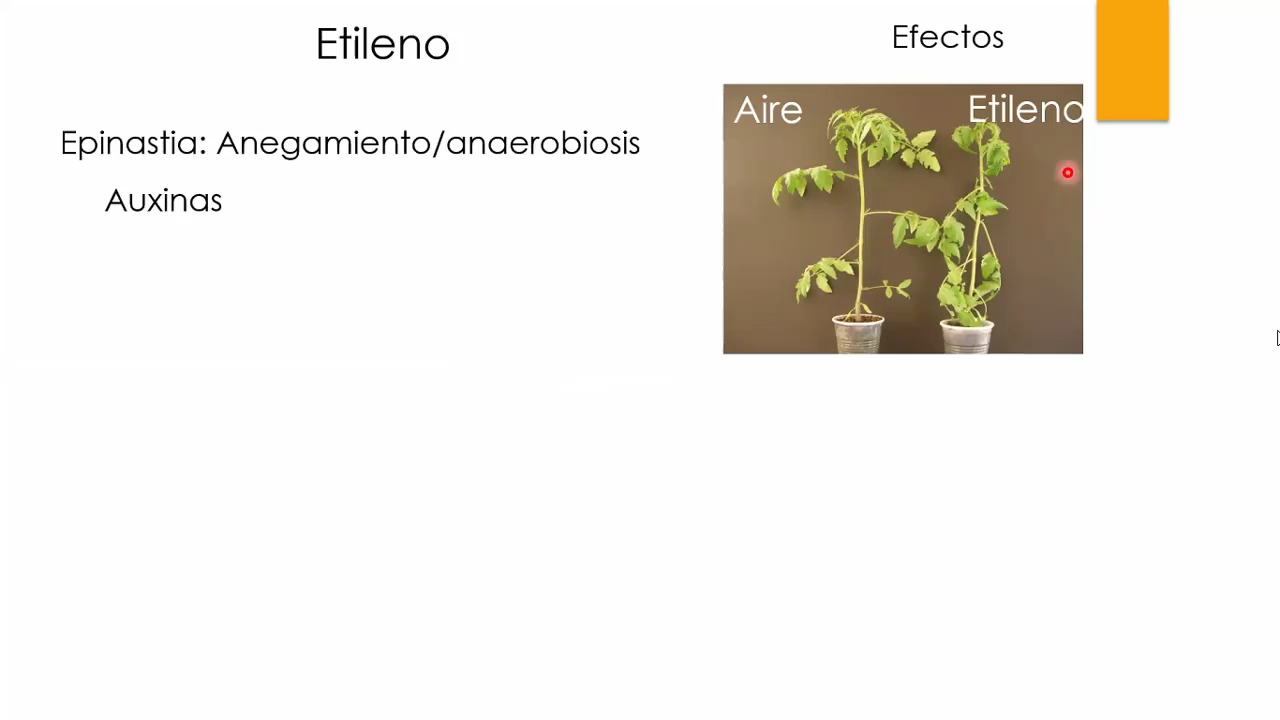 Etileno
Efectos
Aire
Etileno
Epinastia: Anegamiento/anaerobiosis
Auxinas